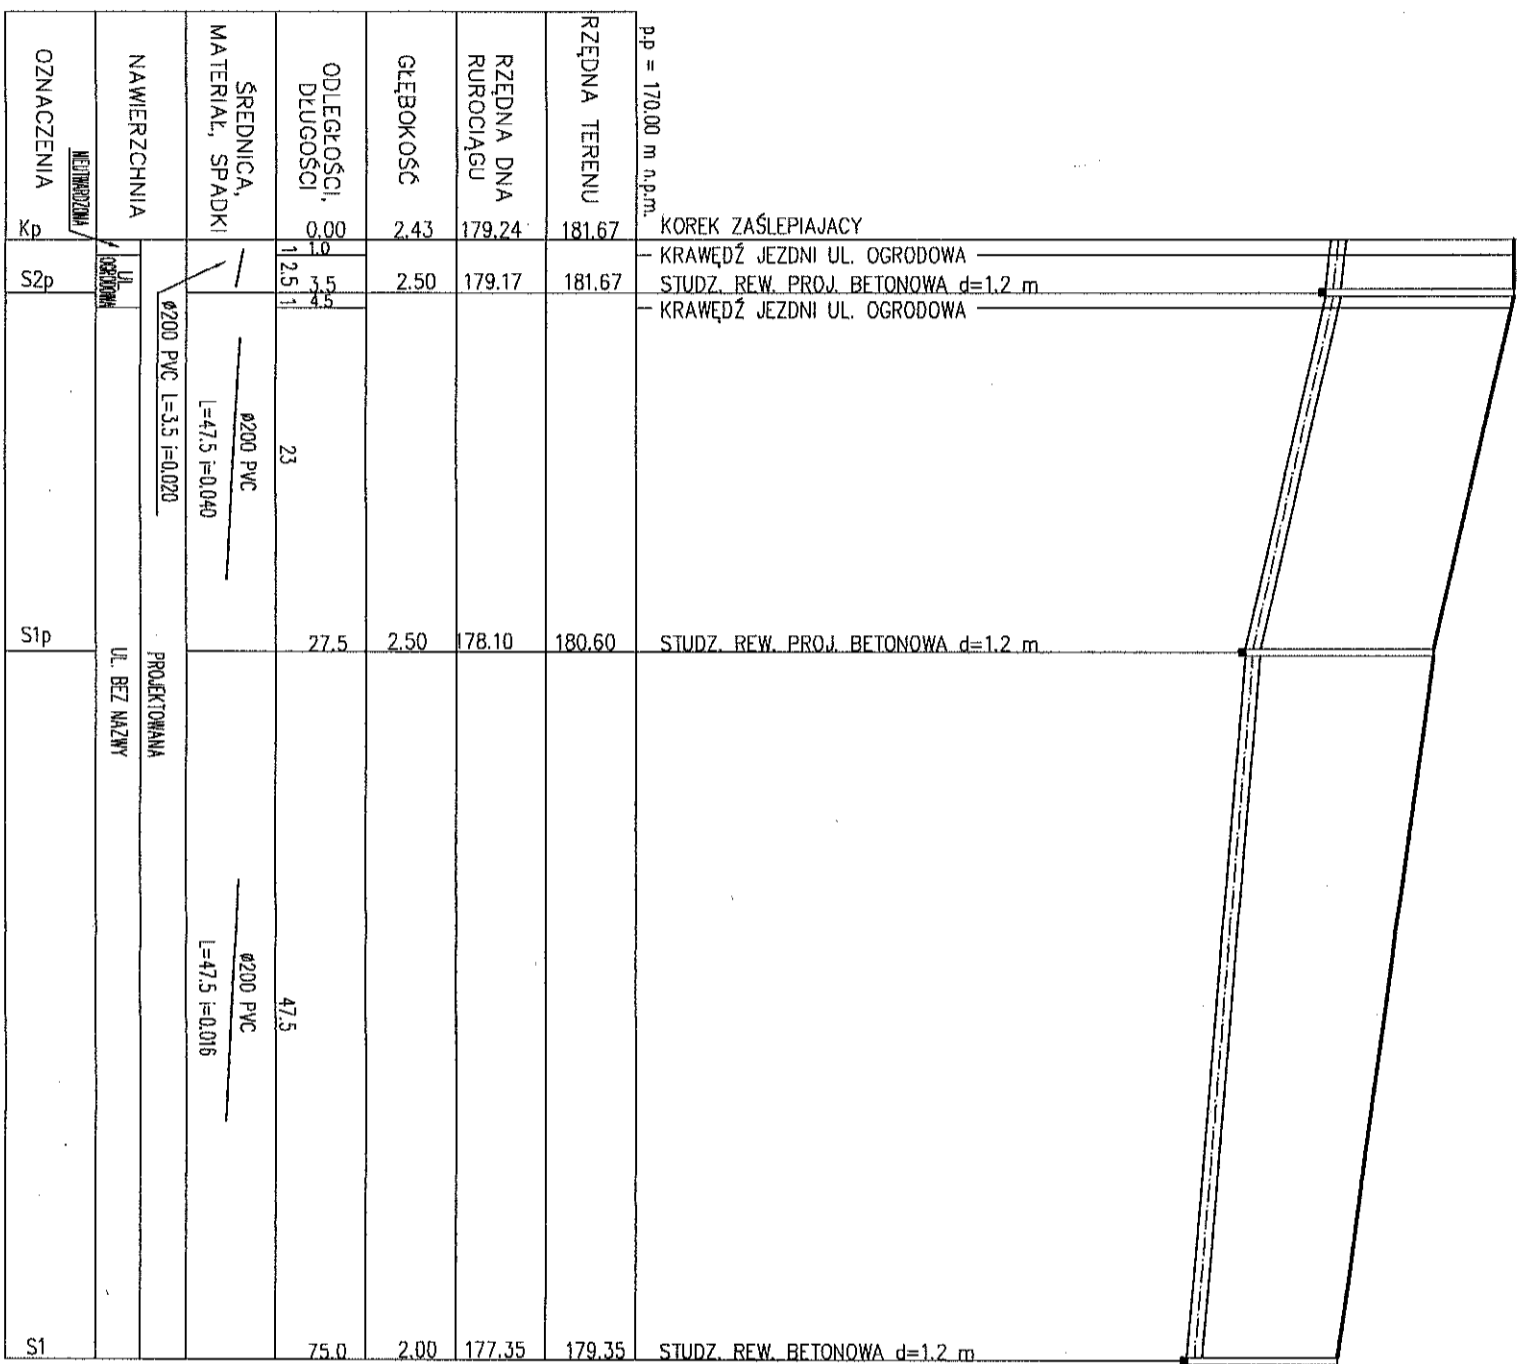 p.p = 170.00 m n.p.m.
RZĘDNA TERENU
RZĘDNA DNA
RUROCIĄGU
GŁĘBOKOŚĆ
ODLEGŁOŚCI,
DŁUGOŚCI
ŚREDNICA,
MATERIAŁ, SPADKI
NAWIERZCHNIA
OZNACZENIA
NIEUTWARDZONA
Kp
0.00
2.43
179.24
181.67
KOREK ZAŚLEPIAJACY
1
1.0
KRAWĘDŹ JEZDNI UL. OGRODOWA
S2p
UL.
OGRODOWA
2.5
3.5
2.50
179.17
181.67
STUDZ. REW. PROJ. BETONOWA d=1.2 m
1
4.5
KRAWĘDŹ JEZDNI UL. OGRODOWA
ø200 PVC L=3.5 i=0.020
ø200 PVC
L=47.5 i=0.040
23
S1p
27.5
2.50
178.10
180.60
STUDZ. REW. PROJ. BETONOWA d=1.2 m
PROJEKTOWANA
UL. BEZ NAZWY
ø200 PVC
L=47.5 i=0.016
47.5
S1
75.0
2.00
177.35
179.35
STUDZ. REW. BETONOWA d=1.2 m